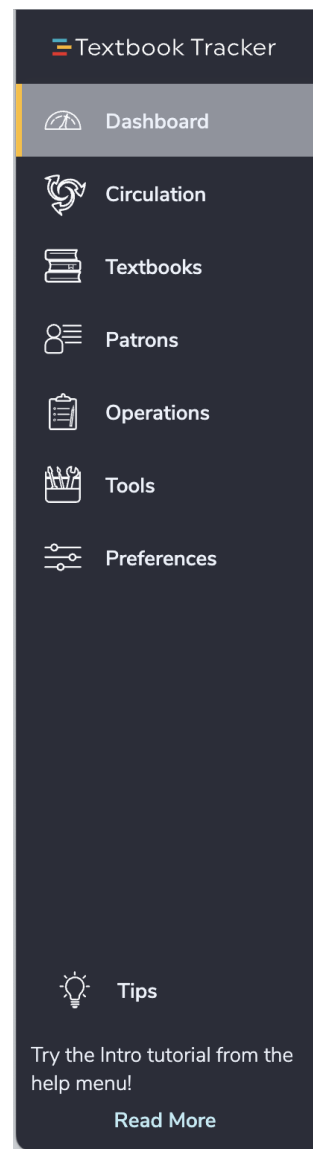 Textbook Tracker
Dashboard
Circulation
Textbooks
Patrons
Operations
Tools
Preferences
Tips
Try the Intro tutorial from the
help menu!
Read More